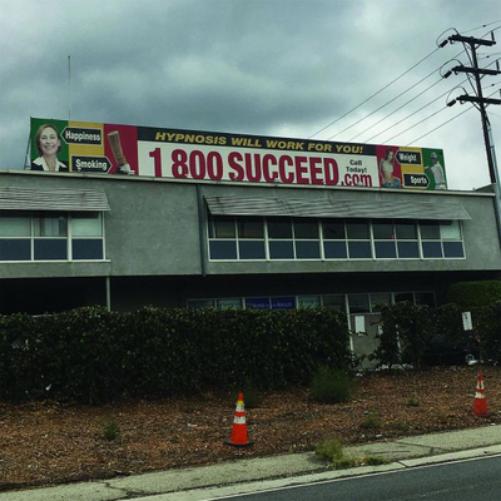 Happiness
Smoking
HYPNOSIS WILL WORK FOR YOU!
1 800 SUCCEED.com
Call
Today!
Weight
Sports